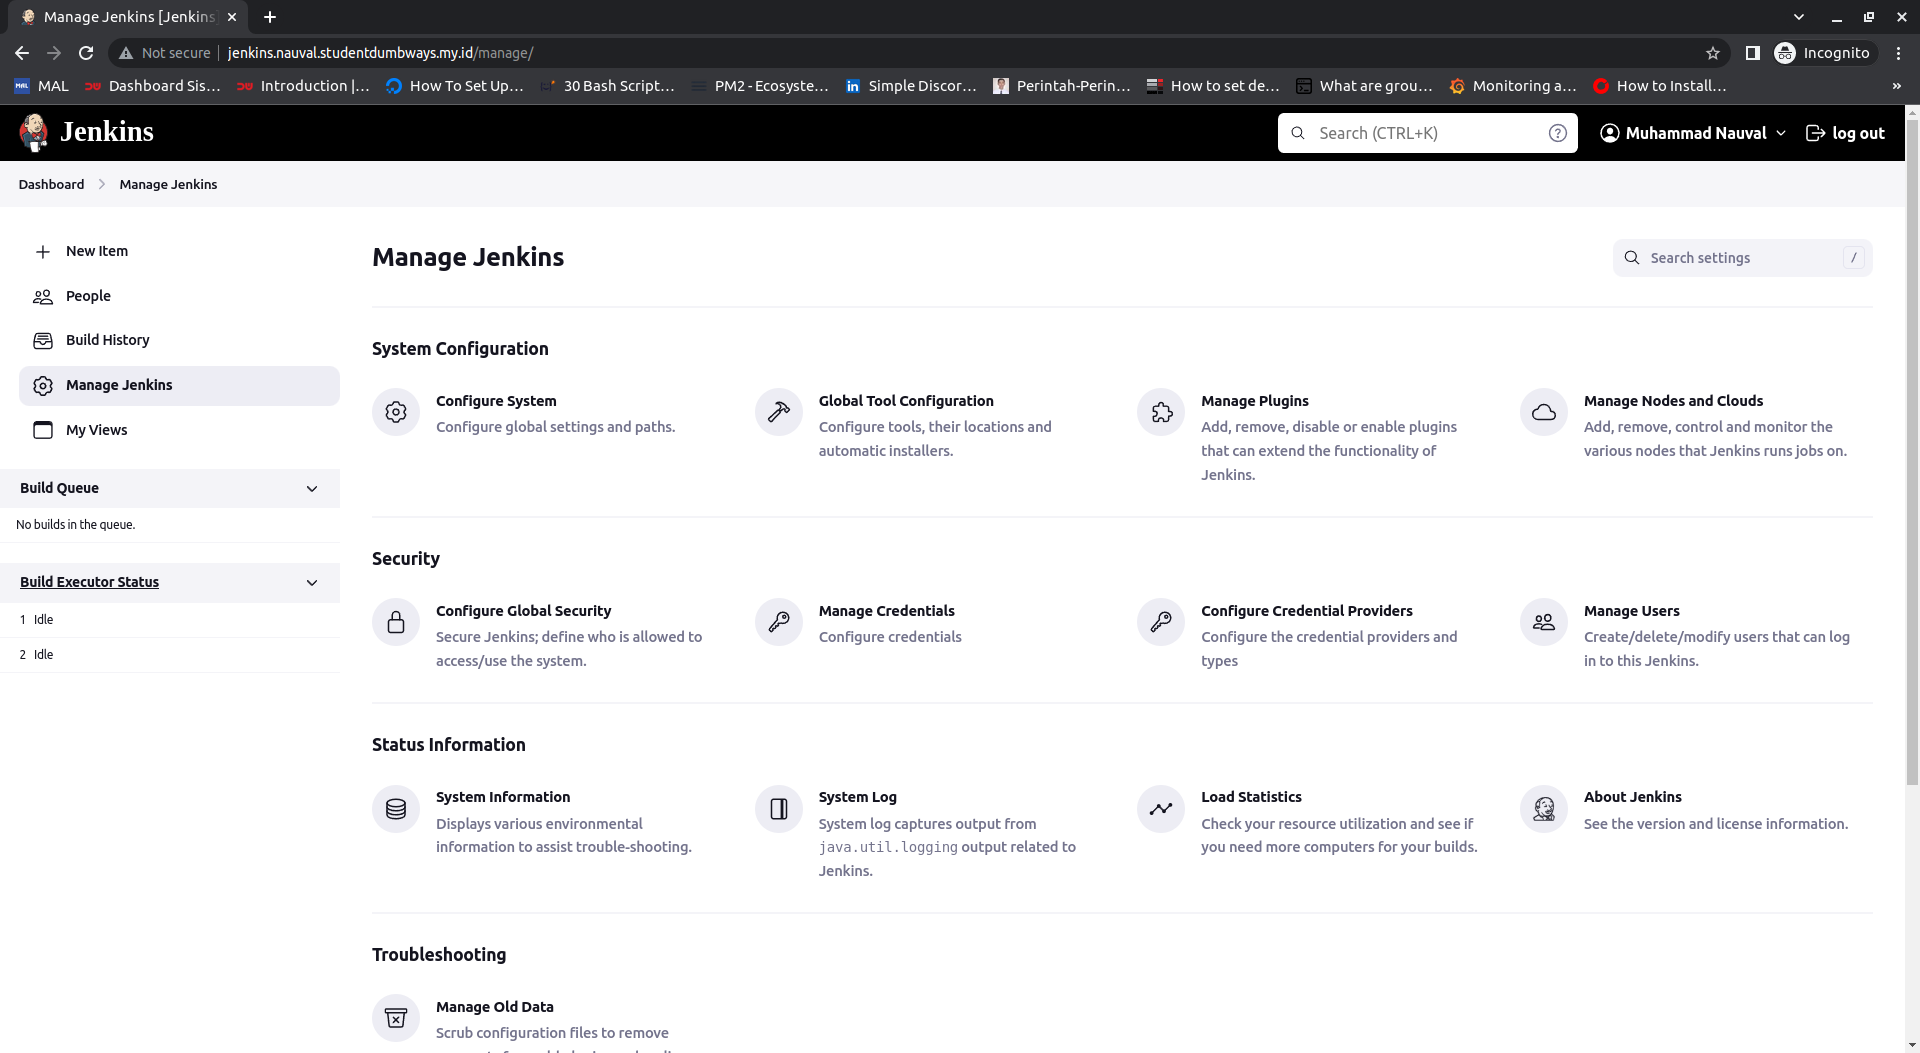 Manage Jenkins [Jenkins]
Not secure
jenkins.nauval.studentdumbways.my.id/manage/
Incognito
MAL
Dashboard Sis...
Introduction |...
How To Set Up...
30 Bash Script...
PM2 - Ecosyste...
Simple Discor...
Perintah-Perin...
How to set de...
What are grou...
Monitoring a...
How to Install...
»
Jenkins
Search (CTRL+K)
?
Muhammad Nauval
log out
Dashboard
Manage Jenkins
New Item
People
Build History
Manage Jenkins
My Views
Build Queue
No builds in the queue.
Build Executor Status
1 Idle
2 Idle
Manage Jenkins
Search settings
/
System Configuration
Configure System
Configure global settings and paths.
Global Tool Configuration
Configure tools, their locations and
automatic installers.
Manage Plugins
Add, remove, disable or enable plugins
that can extend the functionality of
Jenkins.
Manage Nodes and Clouds
Add, remove, control and monitor the
various nodes that Jenkins runs jobs on.
Security
Configure Global Security
Secure Jenkins; define who is allowed to
access/use the system.
Manage Credentials
Configure credentials
Configure Credential Providers
Configure the credential providers and
types
Manage Users
Create/delete/modify users that can log
in to this Jenkins.
Status Information
System Information
Displays various environmental
information to assist trouble-shooting.
System Log
System log captures output from
java.util.logging output related to
Jenkins.
Load Statistics
Check your resource utilization and see if
you need more computers for your builds.
About Jenkins
See the version and license information.
Troubleshooting
Manage Old Data
Scrub configuration files to remove